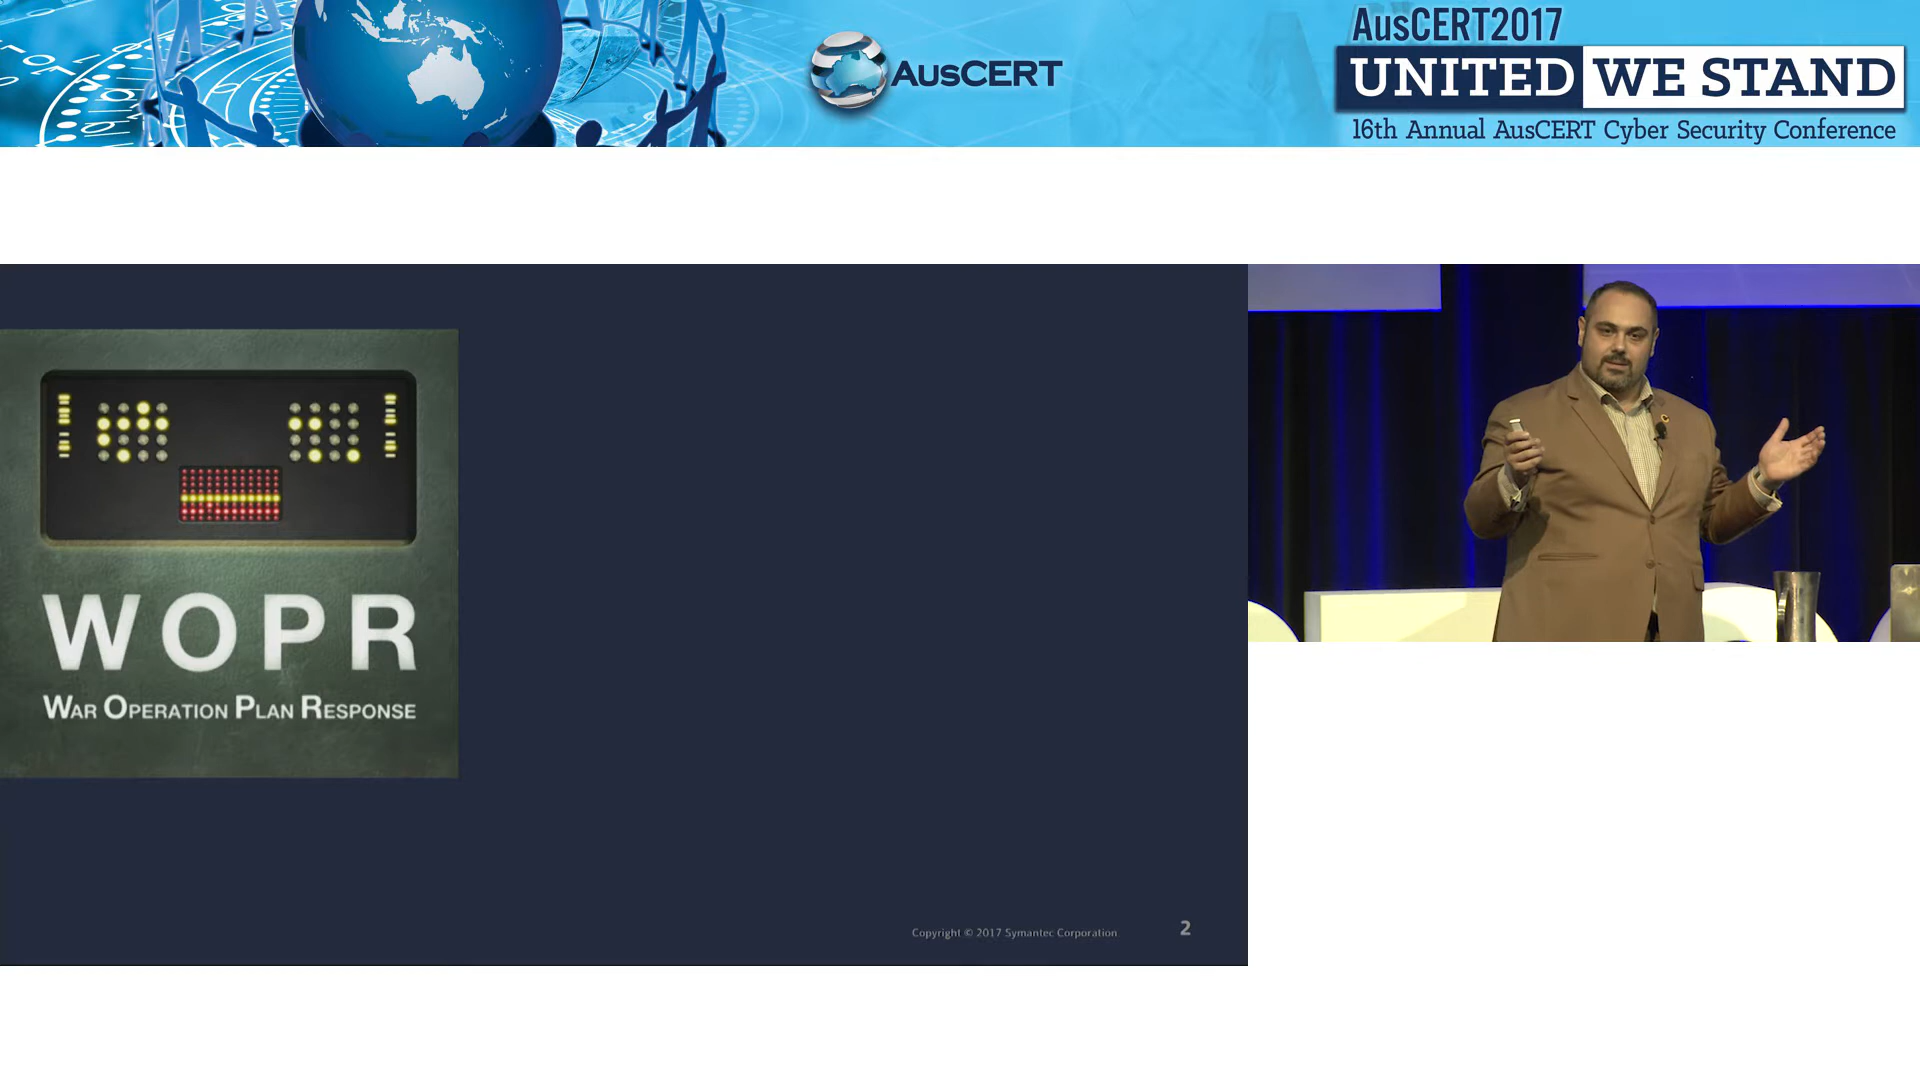 AusCERT
AusCERT2017
UNITED WE STAND
16th Annual AusCERT Cyber Security Conference
WOPR
WAR OPERATION PLAN RESPONSE
Copyright © 2017 Symantec Corporation
2